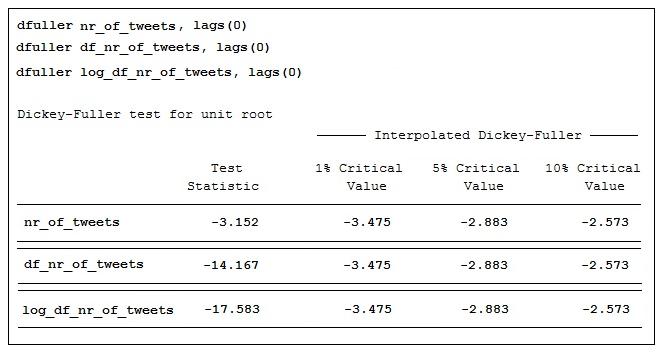 dfuller nr_of_tweets, lags(0)
dfuller df_nr_of_tweets, lags(0)
dfuller log_df_nr_of_tweets, lags(0)
Dickey-Fuller test for unit root
Interpolated Dickey-Fuller
Test 1% Critical 5% Critical 10% Critical
Statistic Value Value Value
nr_of_tweets -3.152 -3.475 -2.883 -2.573
df_nr_of_tweets -14.167 -3.475 -2.883 -2.573
log_df_nr_of_tweets -17.583 -3.475 -2.883 -2.573